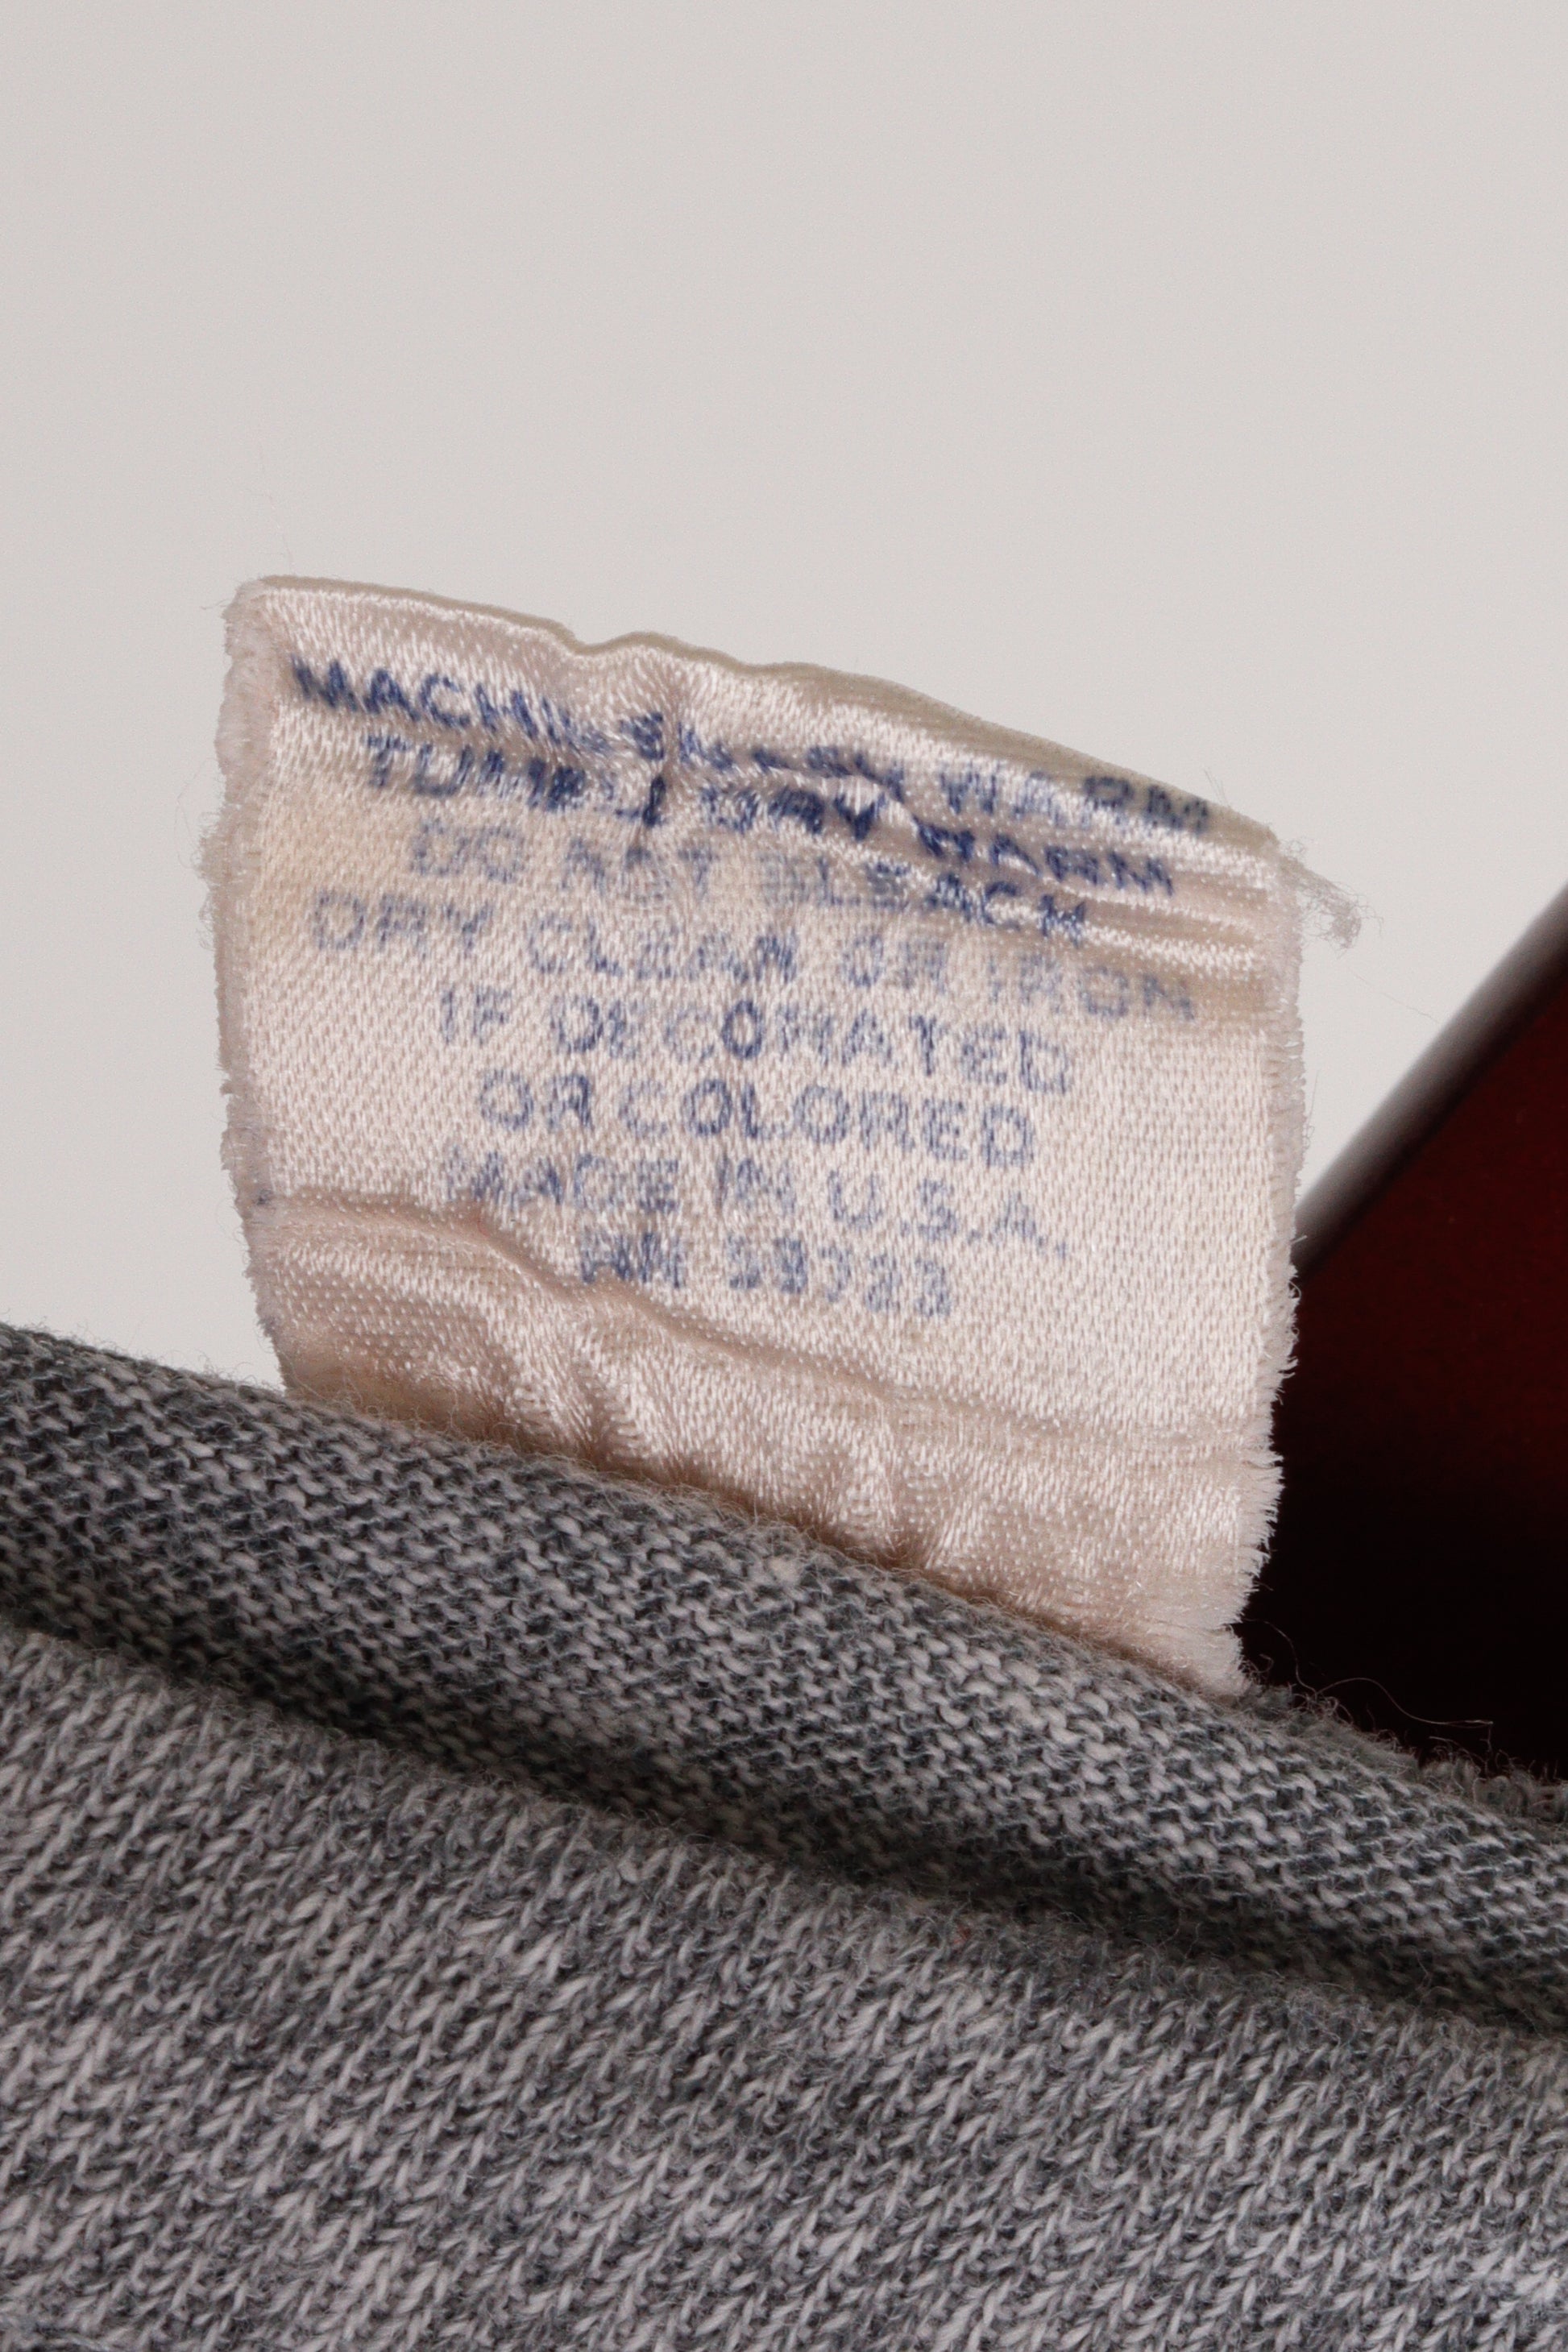 MACHINE WASH WARM
TUMBLE DRY WARM
DO NOT BLEACH
DRY CLEAN OR IRON
IF DECORATED
OR COLORED
MADE IN U.S.A.
RN